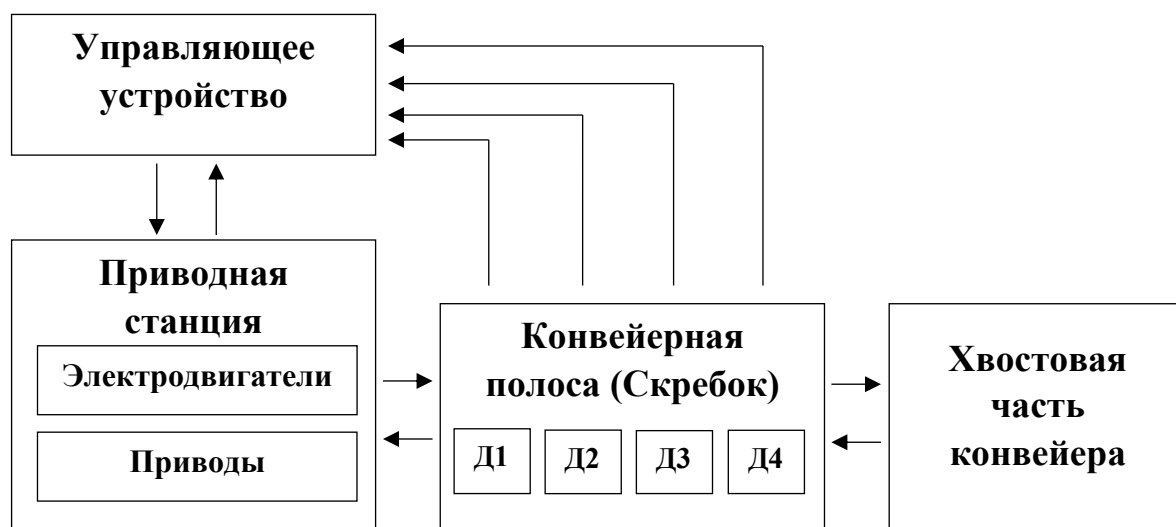 Управляющее
устройство
Приводная
станция
Электродвигатели
Приводы
Конвейерная
полоса (Скребок)
Д1 Д2 Д3 Д4
Хвостовая
часть
конвейера